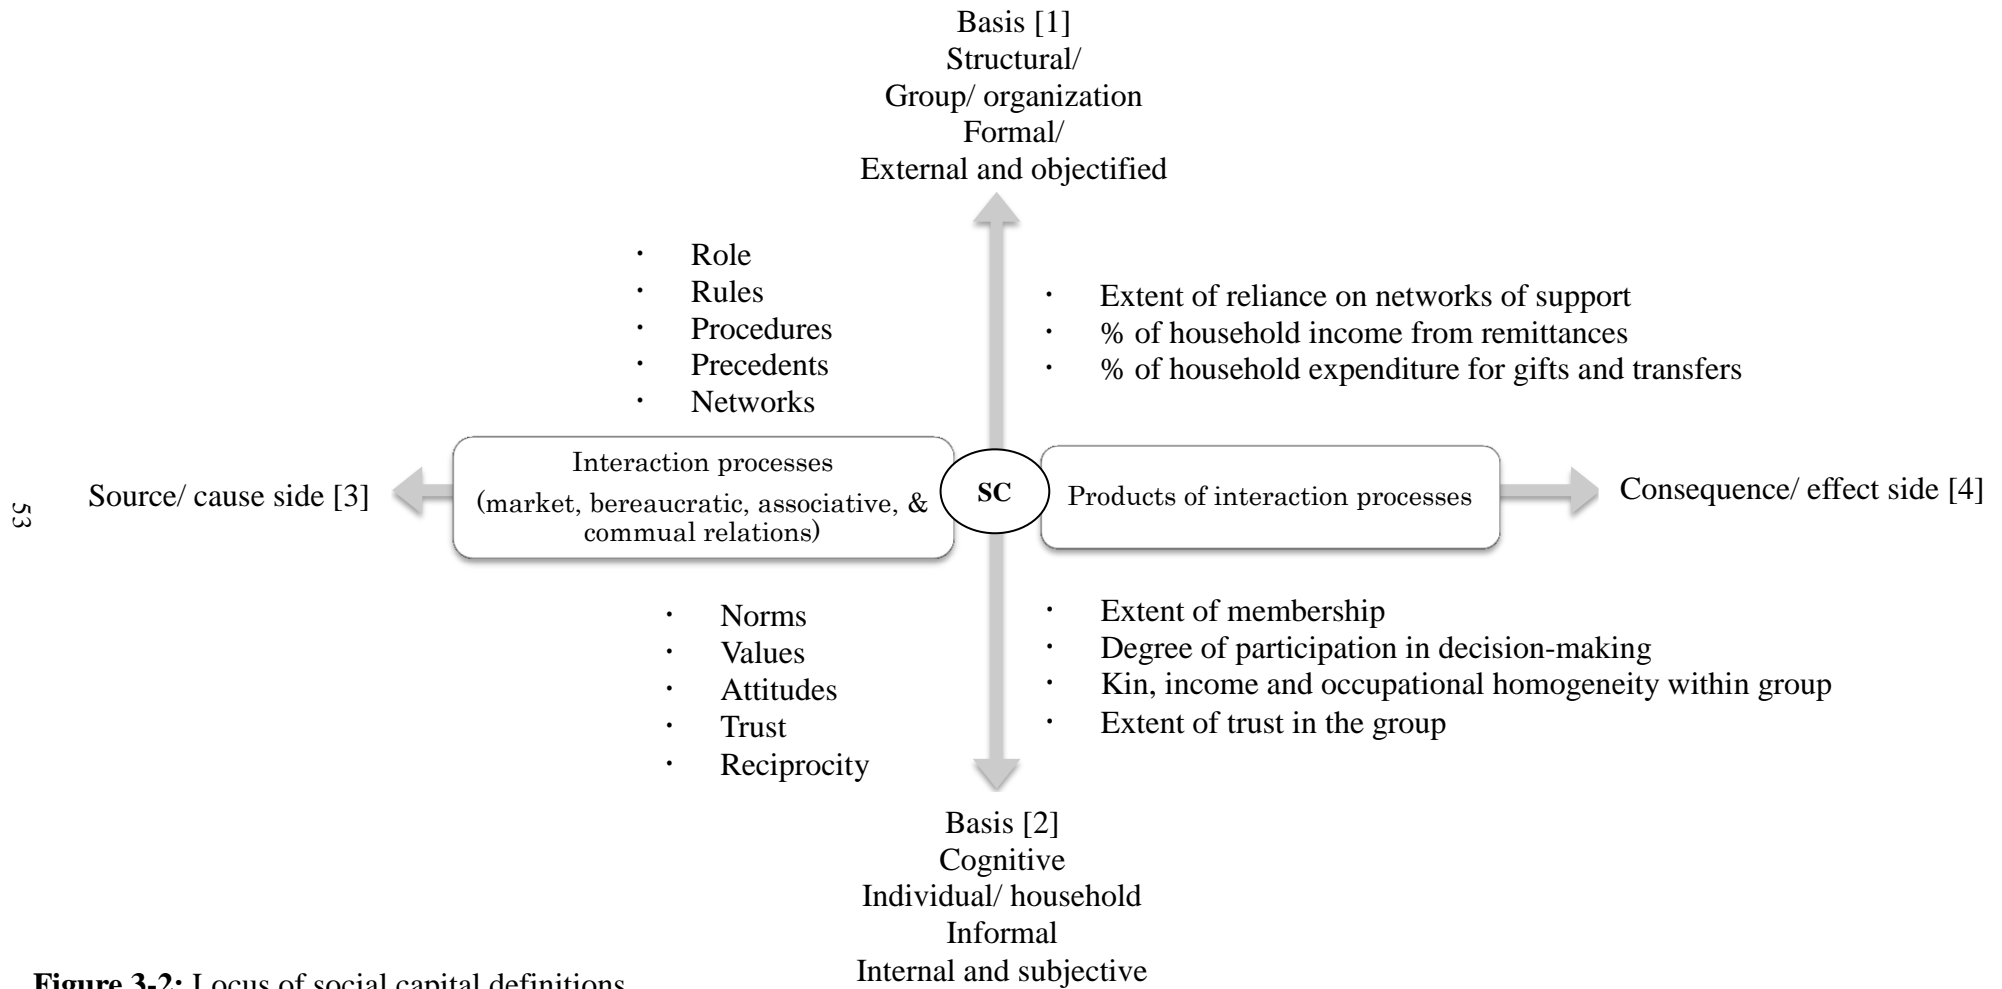 Basis [1]
Structural/
Group/ organization
Formal/
External and objectified
· Role
· Rules
· Procedures
· Precedents
· Networks
· Extent of reliance on networks of support
· % of household income from remittances
· % of household expenditure for gifts and transfers
Source/ cause side [3]
Interaction processes
(market, bereaucratic, associative, &
commual relations)
SC
Products of interaction processes
Consequence/ effect side [4]
53
· Norms
· Values
· Attitudes
· Trust
· Reciprocity
· Extent of membership
· Degree of participation in decision-making
· Kin, income and occupational homogeneity within group
· Extent of trust in the group
Basis [2]
Cognitive
Individual/ household
Informal
Internal and subjective
Figure 3-2: Locus of social capital definitions